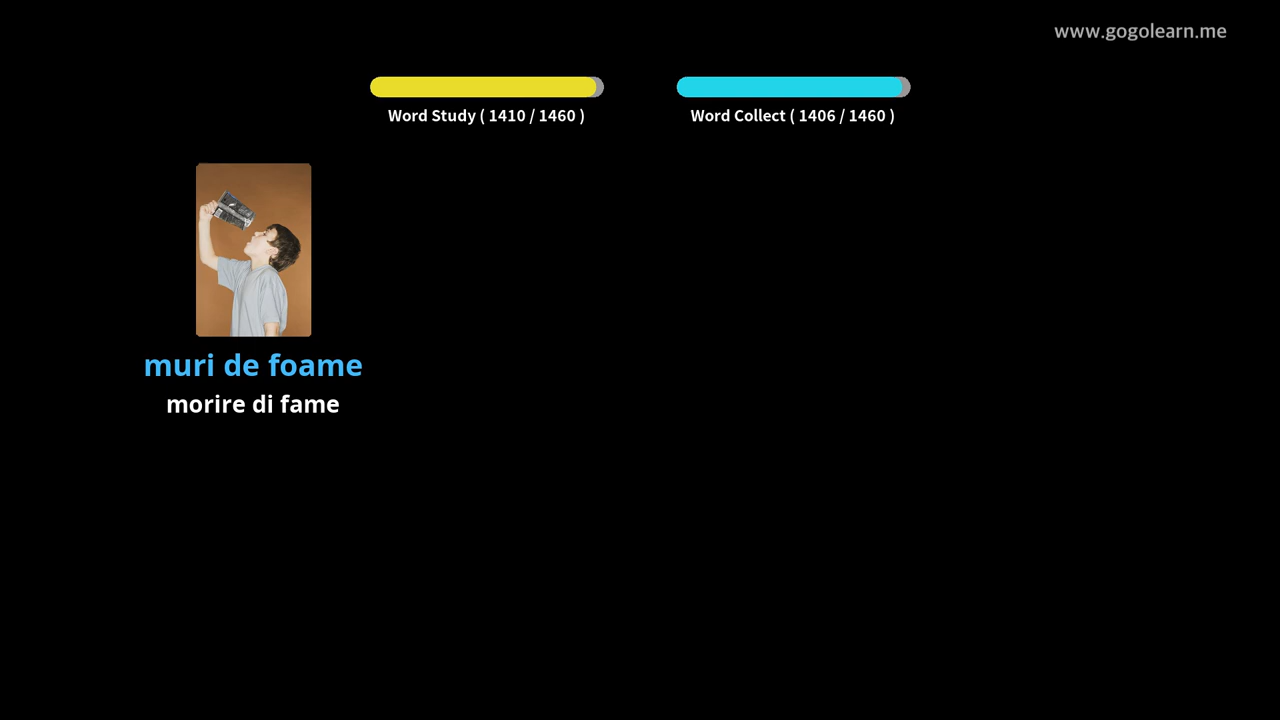 www.gogolearn.me
Word Study ( 1410 / 1460 )
Word Collect ( 1406 / 1460 )
muri de foame
morire di fame